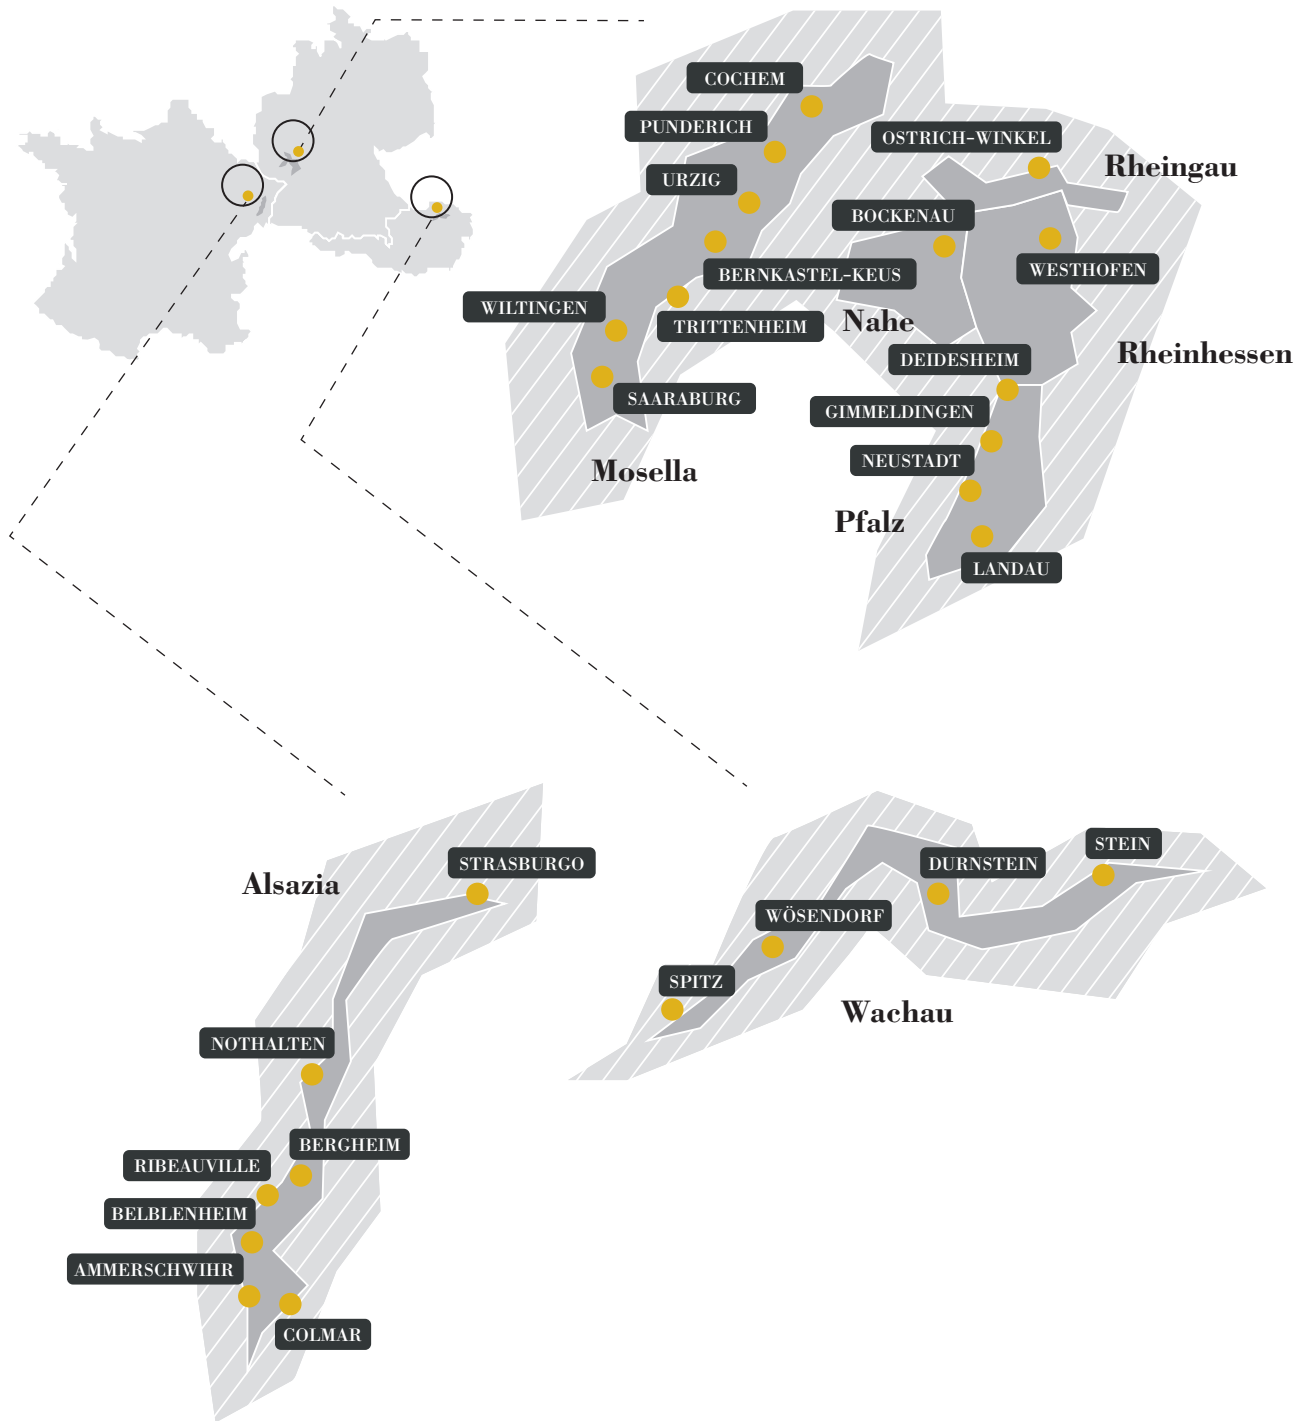 COCHEM
PUNDERICH
OSTRICH-WINKEL
Rheingau
URZIG
BOCKENAU
BERNKASTEL-KEUS
WESTHOFEN
WILTINGEN
TRITTENHEIM
Nahe
Rheinhessen
DEIDESHEIM
SAARABURG
GIMMELDINGEN
NEUSTADT
Mosella
Pfalz
LANDAU
STRASBURGO
Alsazia
DURNSTEIN
STEIN
WÖSENDORF
SPITZ
Wachau
NOTHALTEN
BERGHEIM
RIBEAUVILLE
BELBLENHEIM
AMMERSCHWIHR
COLMAR